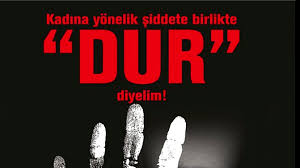 Kadına yönelik şiddete birlikte
“DUR”
diyelim!